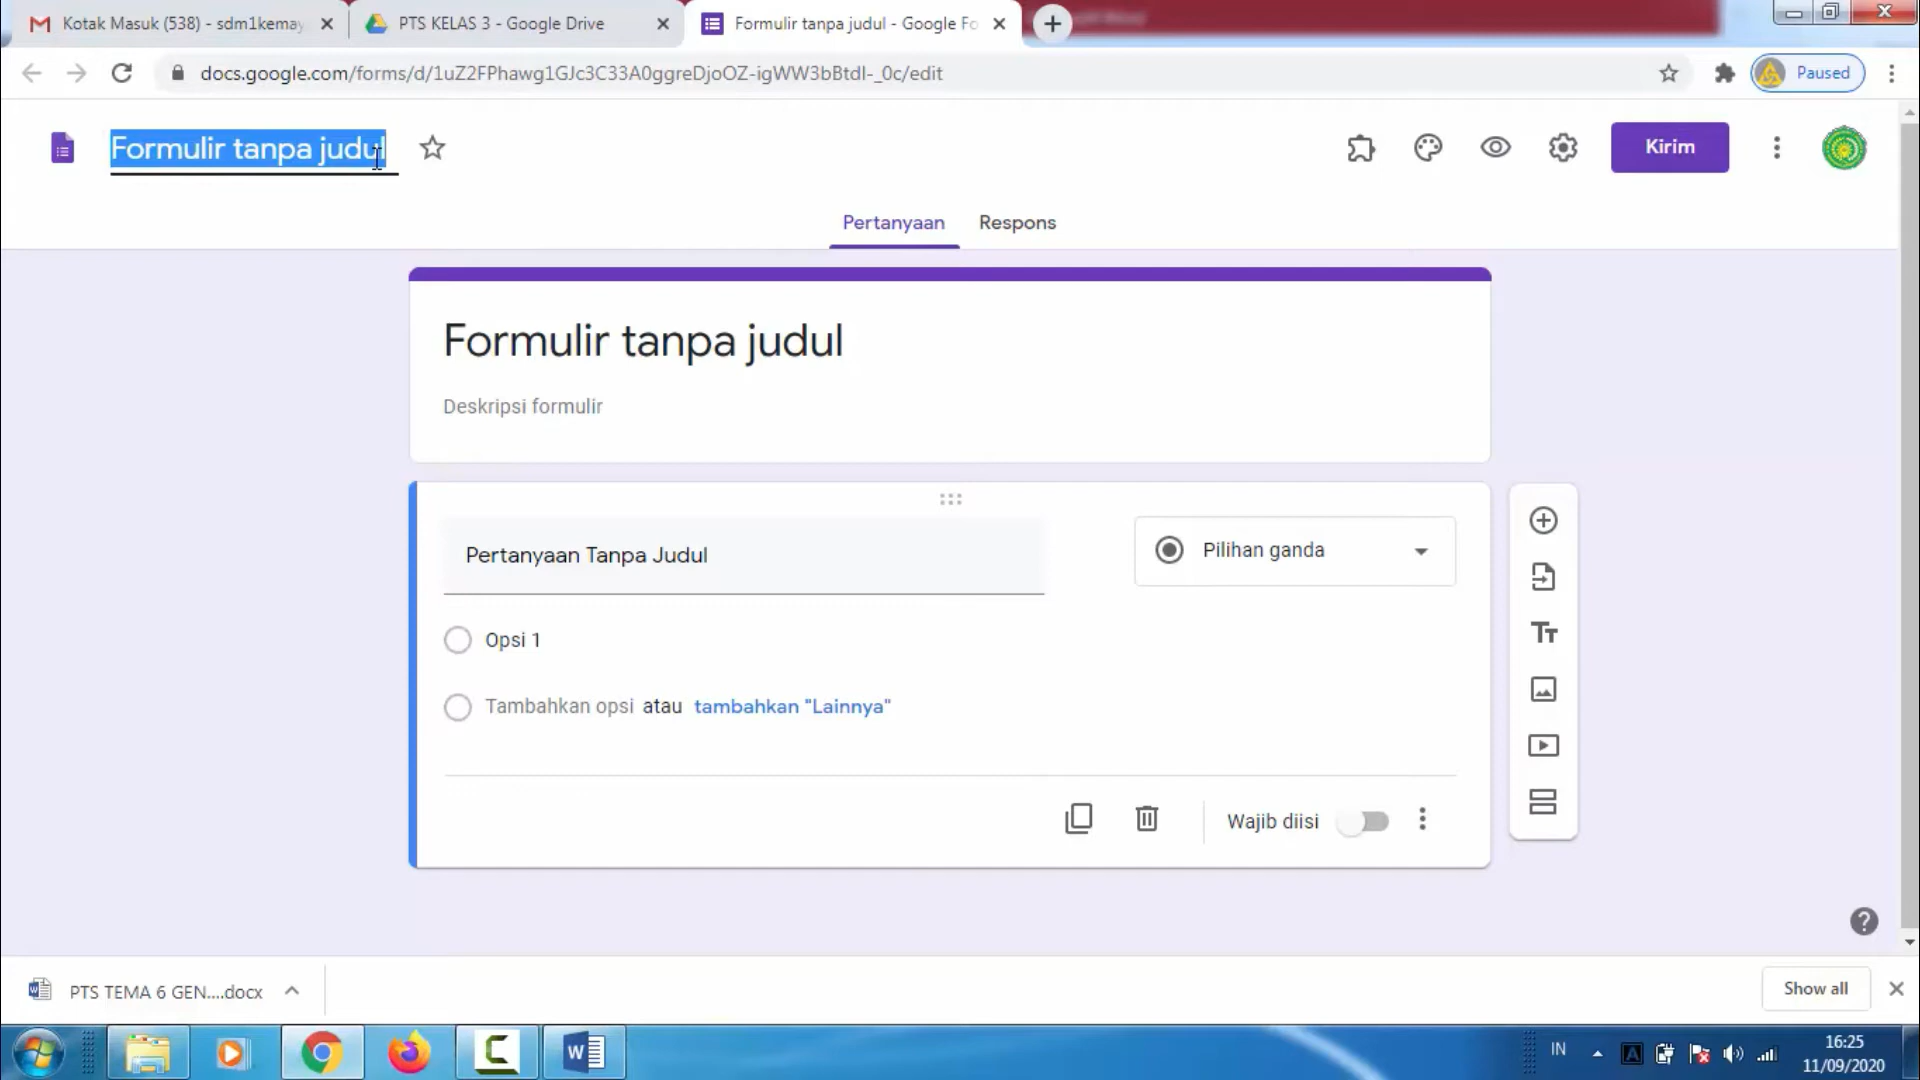 Kotak Masuk (538) - sdm1kemay
PTS KELAS 3 - Google Drive
Formulir tanpa judul - Google Fo
docs.google.com/forms/d/1uZ2FPhawg1GJc3C33A0ggreDjoOZ-igWW3bBtdI-_0c/edit
Paused
Formulir tanpa judul
Kirim
Pertanyaan
Respons
Formulir tanpa judul
Deskripsi formulir
Pertanyaan Tanpa Judul
Pilihan ganda
Opsi 1
Tambahkan opsi atau tambahkan "Lainnya"
Wajib diisi
PTS TEMA 6 GEN....docx
Show all
IN
16:25
11/09/2020